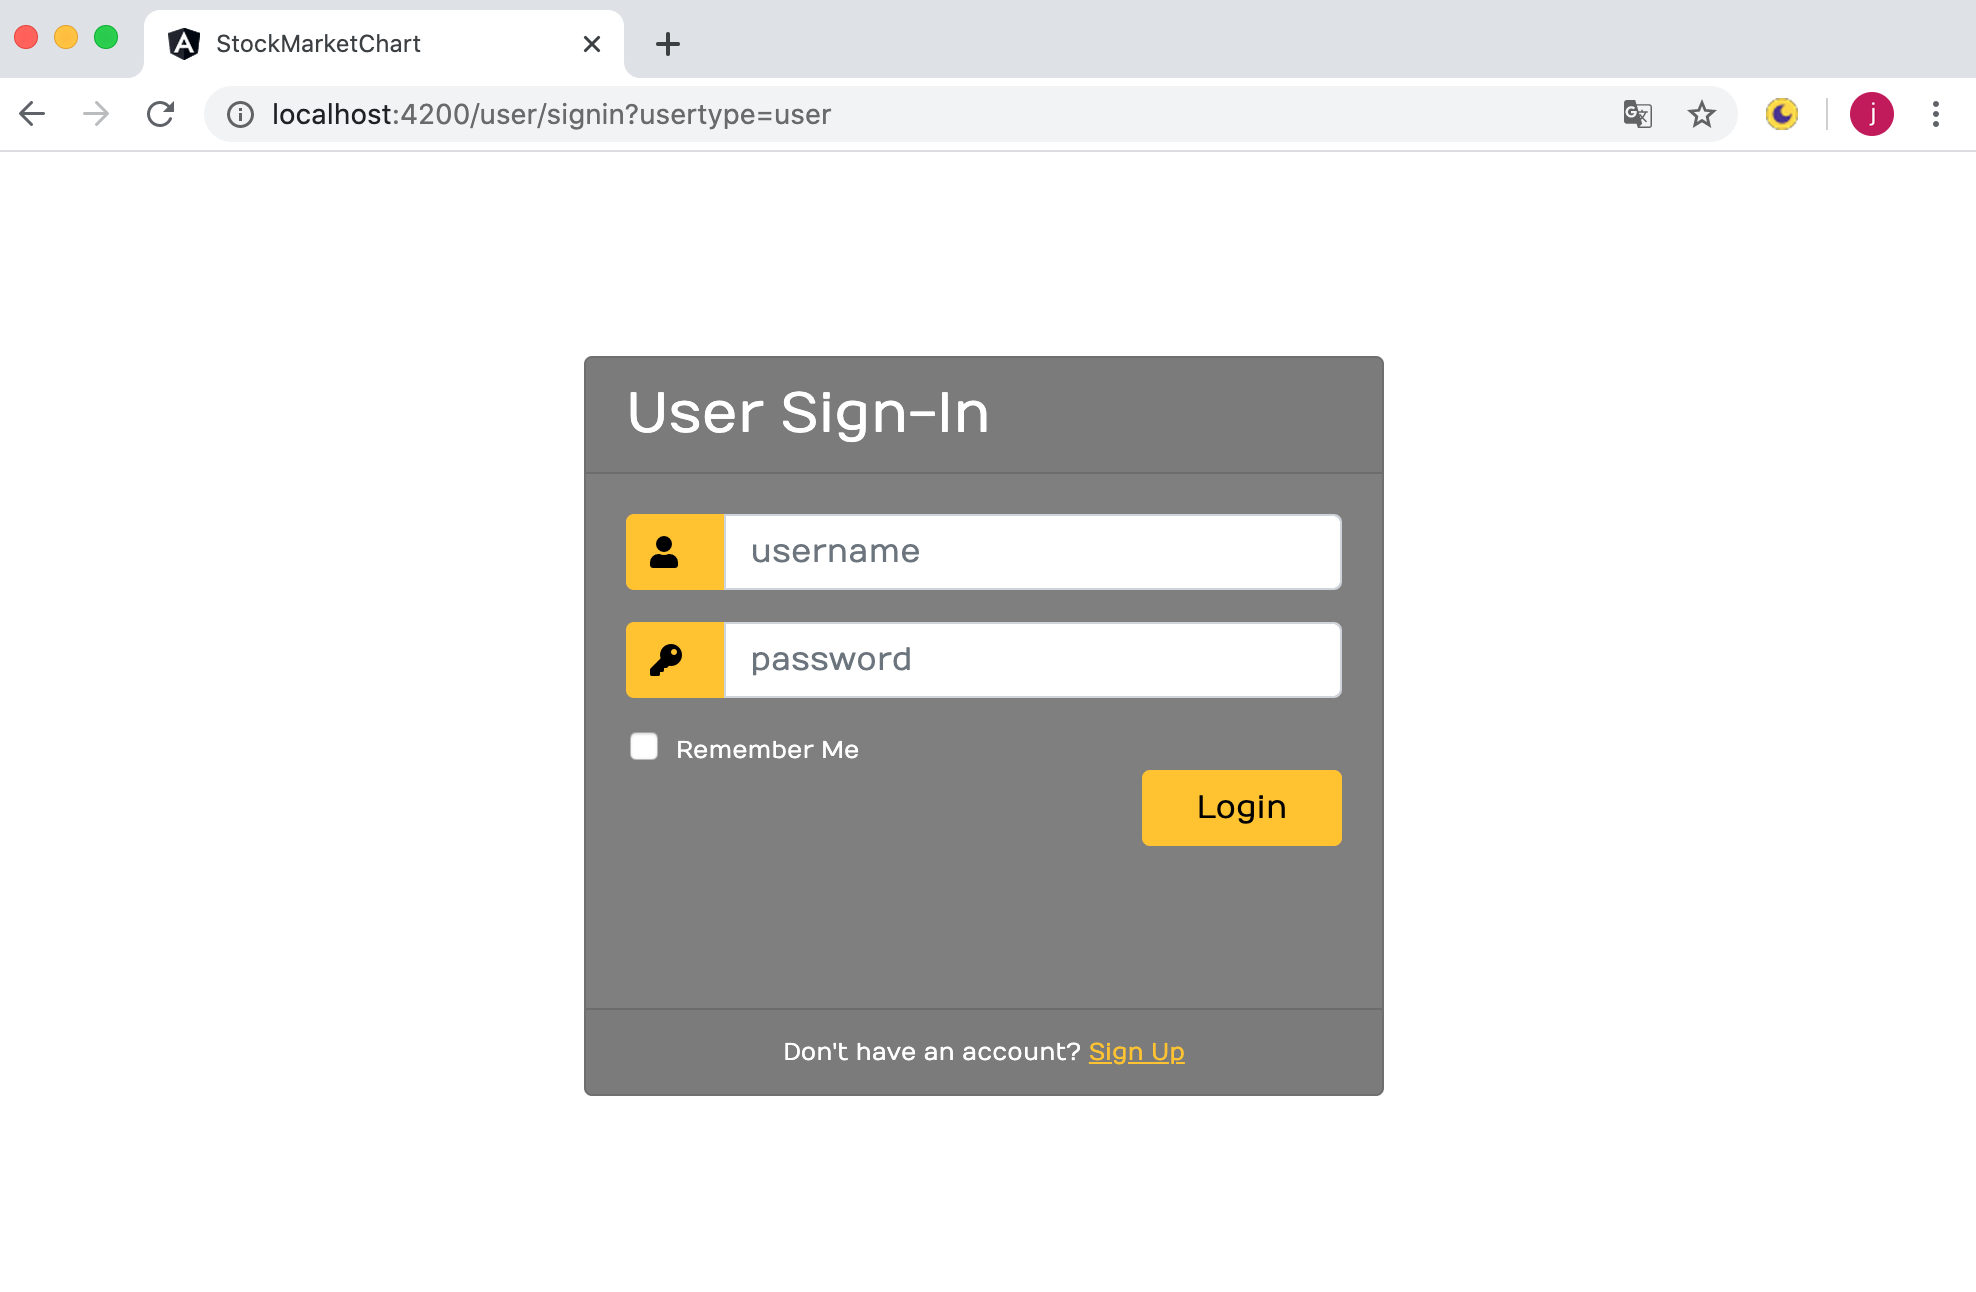 StockMarketChart
localhost:4200/user/signin?usertype=user
j
User Sign-In
username
password
Remember Me
Login
Don't have an account? Sign Up